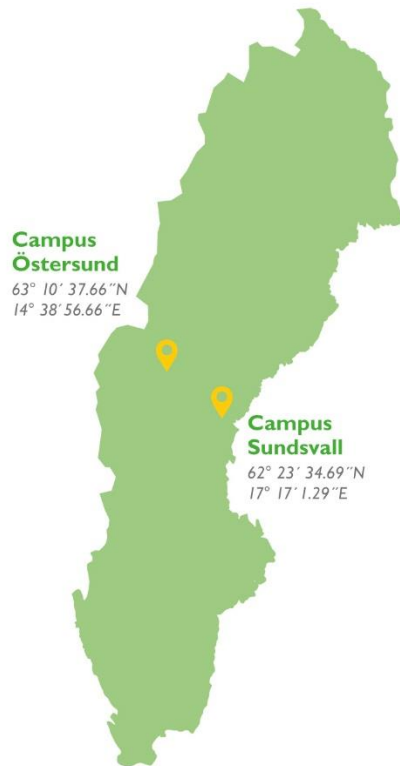 Campus
Östersund
63° 10´ 37.66˝N
14° 38´ 56.66˝E
Campus
Sundsvall
62° 23´ 34.69˝N
17° 17´ 1.29˝E